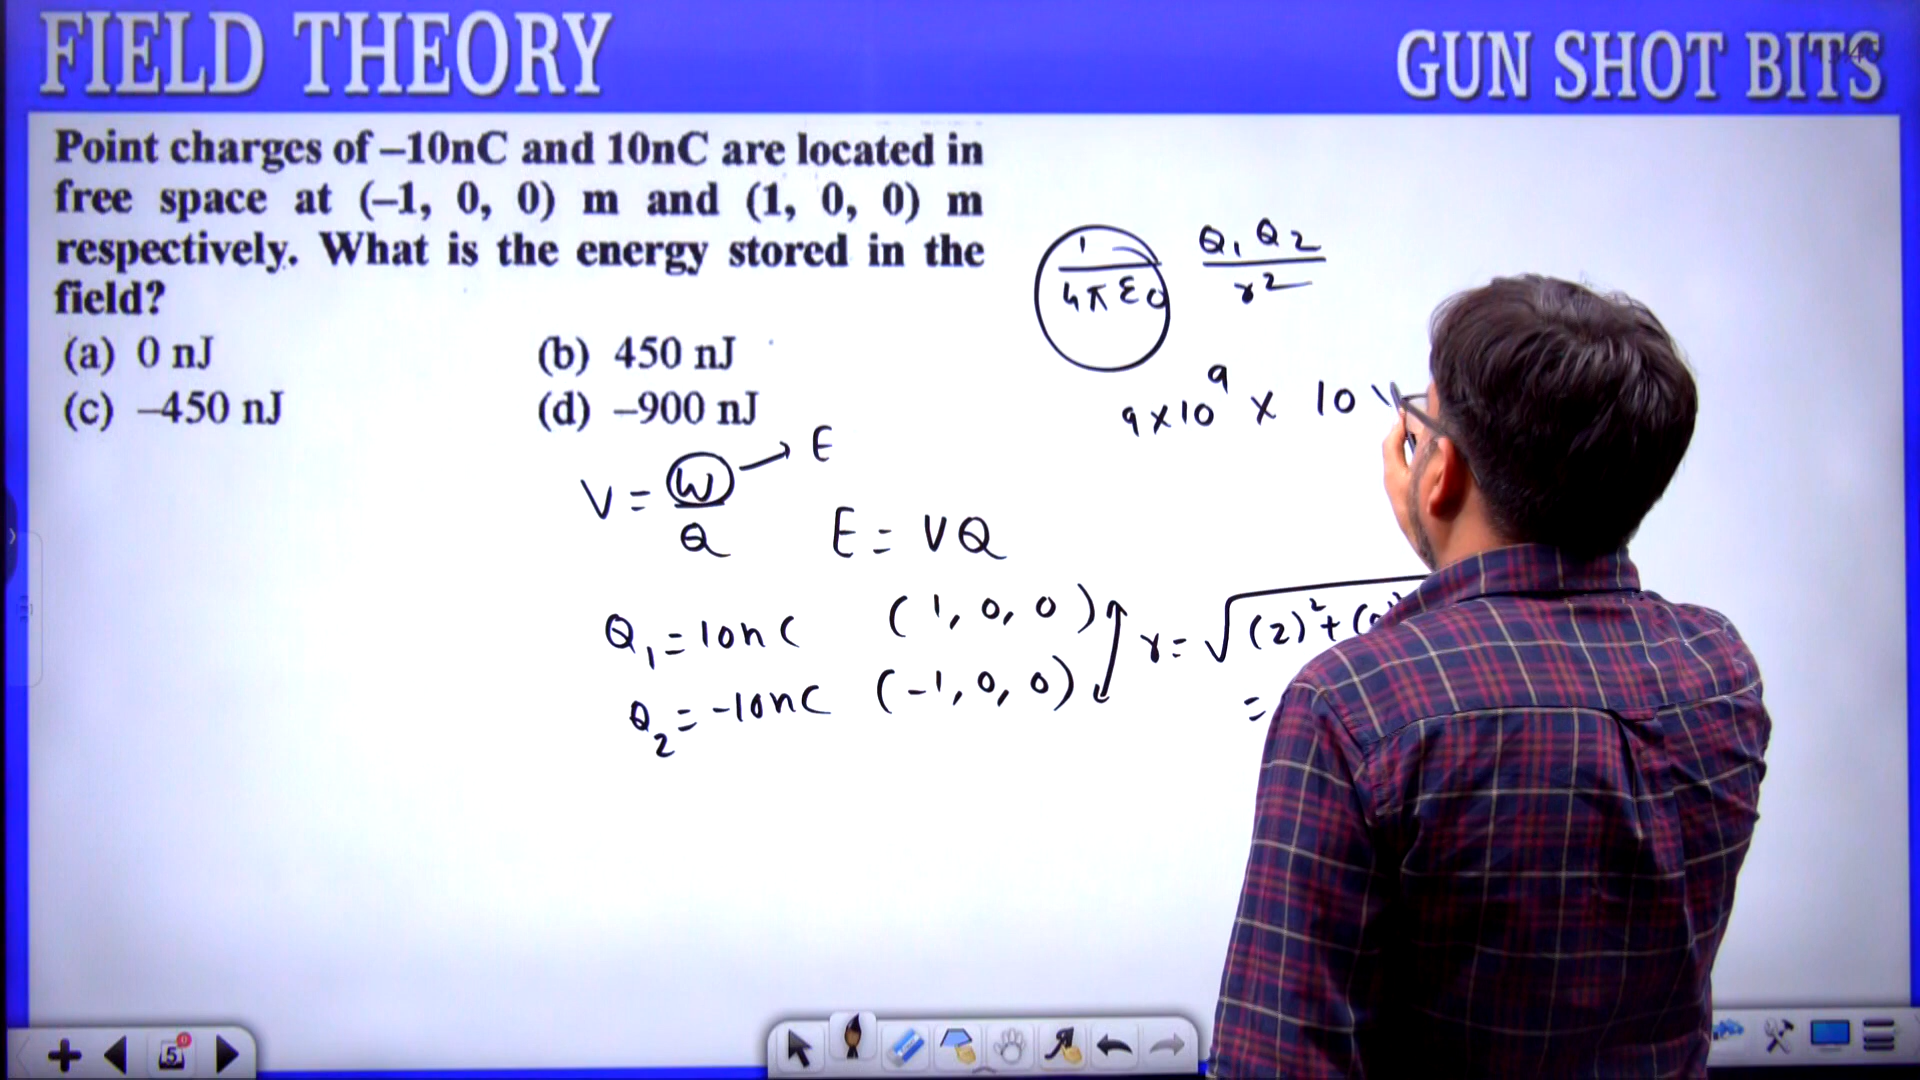 FIELD THEORY
GUN SHOT BITS
Point charges of –10nC and 10nC are located in
free space at (–1, 0, 0) m and (1, 0, 0) m
respectively. What is the energy stored in the
field?
(a) 0 nJ
(b) 450 nJ
(c) –450 nJ
(d) –900 nJ
V = W/Q → E
E = VQ
Q₁ = 10nC (1, 0, 0)
Q₂ = -10nC (-1, 0, 0)
r = √(2)² +
=
1/4πε₀ Q₁Q₂/r²
9×10⁹ × 10
5